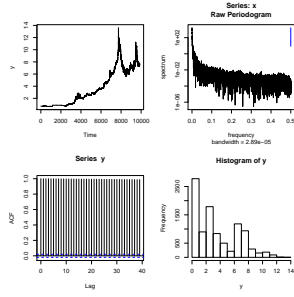 Series: x
Raw Periodogram
y
2 4 6 8 10 12 14
0 2000 4000 6000 8000 10000
Time
spectrum
1e-06 1e-02 1e+02
0.0 0.1 0.2 0.3 0.4 0.5
frequency
bandwidth = 2.89e-05
Series y
ACF
0.0 0.2 0.4 0.6 0.8 1.0
0 10 20 30 40
Lag
Histogram of y
Frequency
0 500 1500 2500
0 2 4 6 8 10 12 14
y